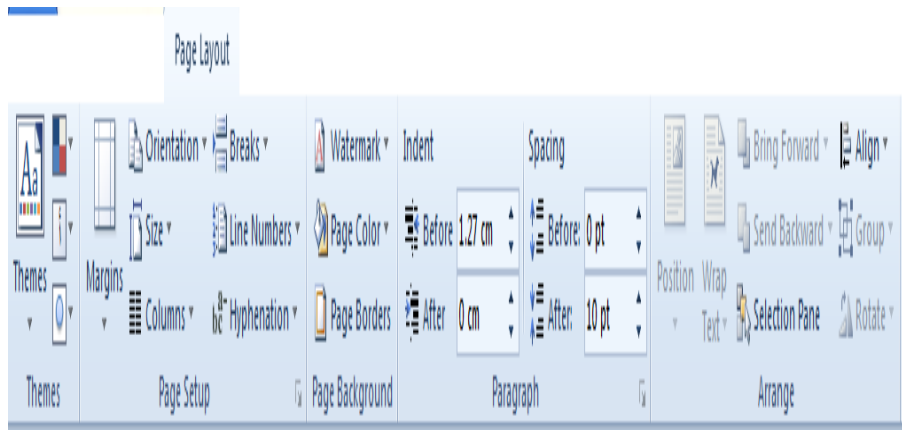 Page Layout
Aa
Themes
Themes
Margins
Orientation
Size
Columns
Breaks
Line Numbers
Hyphenation
Page Setup
Watermark
Page Color
Page Borders
Page Background
Indent
Before 1.27 cm
After 0 cm
Spacing
Before: 0 pt
After: 10 pt
Paragraph
Position
Wrap
Text
Bring Forward
Send Backward
Selection Pane
Align
Group
Rotate
Arrange